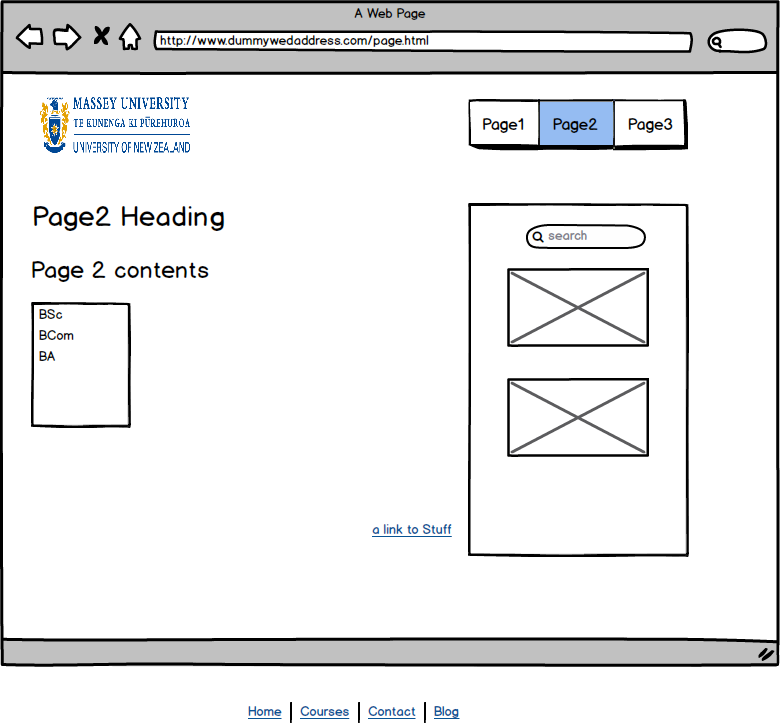 A Web Page
http://www.dummywedaddress.com/page.html
MASSEY UNIVERSITY
TE KUNENGA KI PŪREHUROA
UNIVERSITY OF NEW ZEALAND
Page1 Page2 Page3
Page2 Heading
search
Page 2 contents
BSc
BCom
BA
a link to Stuff
Home Courses Contact Blog